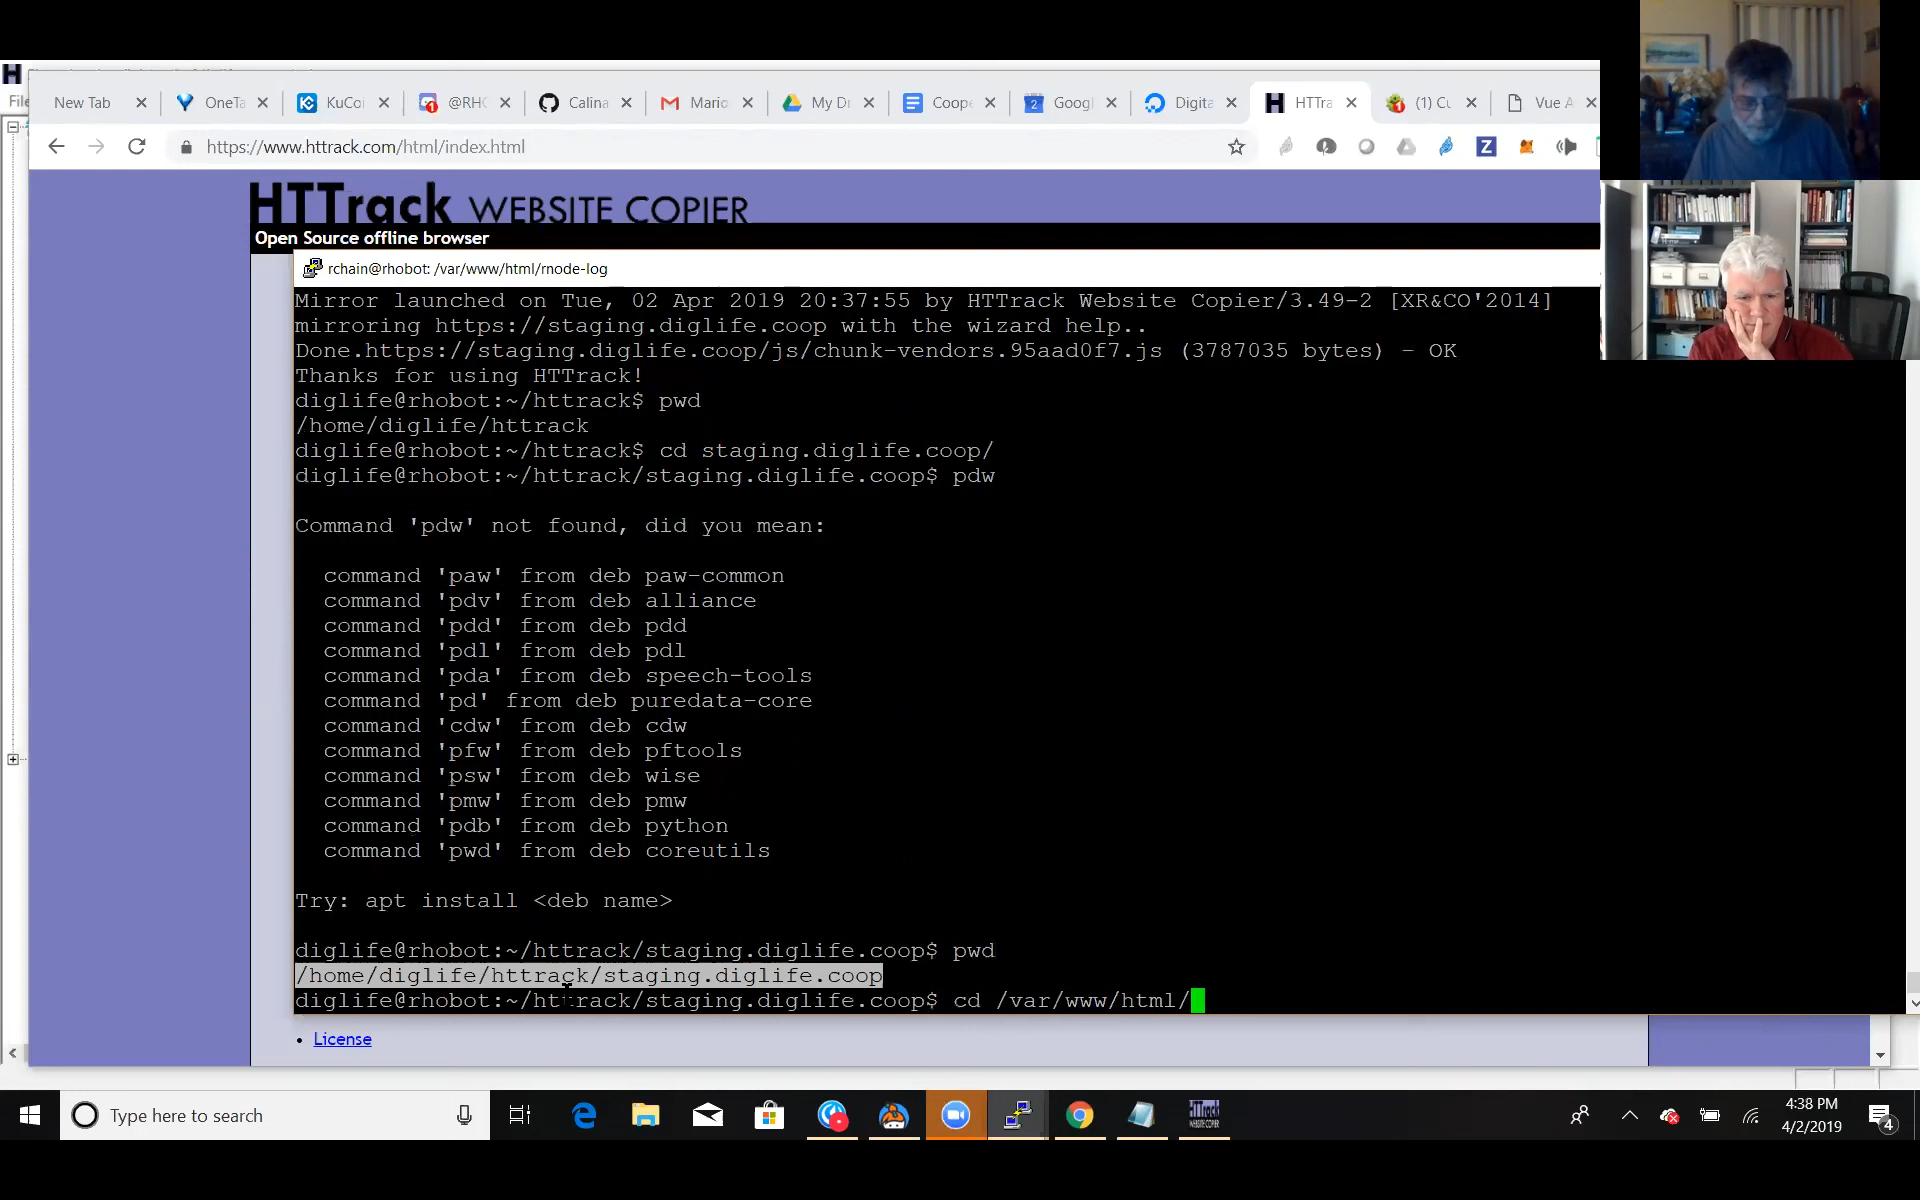 File
New Tab
OneTa
KuCoi
@RHC
Calina
Mario
My Dr
Coope
Googl
Digita
HTTra
(1) Cu
Vue A
https://www.httrack.com/html/index.html
HTTrack WEBSITE COPIER
Open Source offline browser
rchain@rhobot: /var/www/html/rnode-log
Mirror launched on Tue, 02 Apr 2019 20:37:55 by HTTrack Website Copier/3.49-2 [XR&CO'2014]
mirroring https://staging.diglife.coop with the wizard help..
Done.https://staging.diglife.coop/js/chunk-vendors.95aad0f7.js (3787035 bytes) - OK
Thanks for using HTTrack!
diglife@rhobot:~/httrack$ pwd
/home/diglife/httrack
diglife@rhobot:~/httrack$ cd staging.diglife.coop/
diglife@rhobot:~/httrack/staging.diglife.coop$ pdw
Command 'pdw' not found, did you mean:
command 'paw' from deb paw-common
command 'pdv' from deb alliance
command 'pdd' from deb pdd
command 'pdl' from deb pdl
command 'pda' from deb speech-tools
command 'pd' from deb puredata-core
command 'cdw' from deb cdw
command 'pfw' from deb pftools
command 'psw' from deb wise
command 'pmw' from deb pmw
command 'pdb' from deb python
command 'pwd' from deb coreutils
Try: apt install <deb name>
diglife@rhobot:~/httrack/staging.diglife.coop$ pwd
/home/diglife/httrack/staging.diglife.coop
diglife@rhobot:~/httrack/staging.diglife.coop$ cd /var/www/html/
• License
Type here to search
HTTrack
WEBSITE
COPIER
4:38 PM
4/2/2019
4